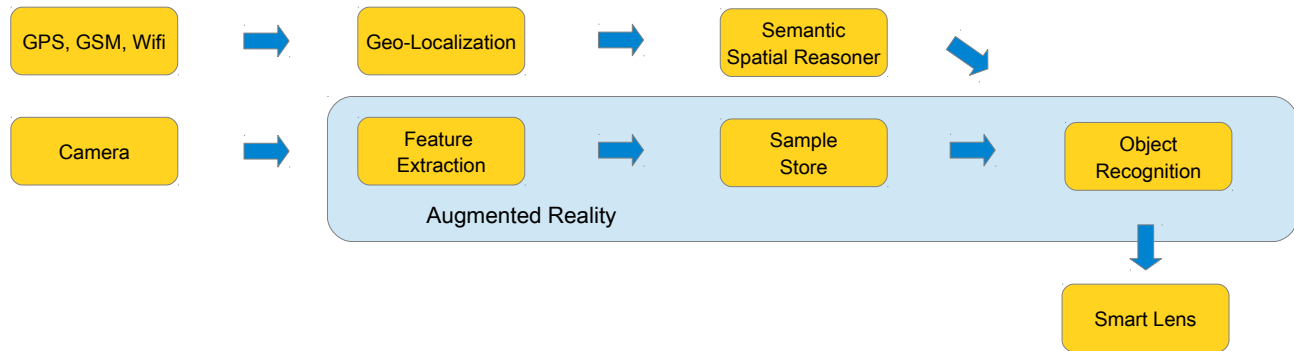 GPS, GSM, Wifi
Geo-Localization
Semantic
Spatial Reasoner
Camera
Feature
Extraction
Sample
Store
Object
Recognition
Augmented Reality
Smart Lens